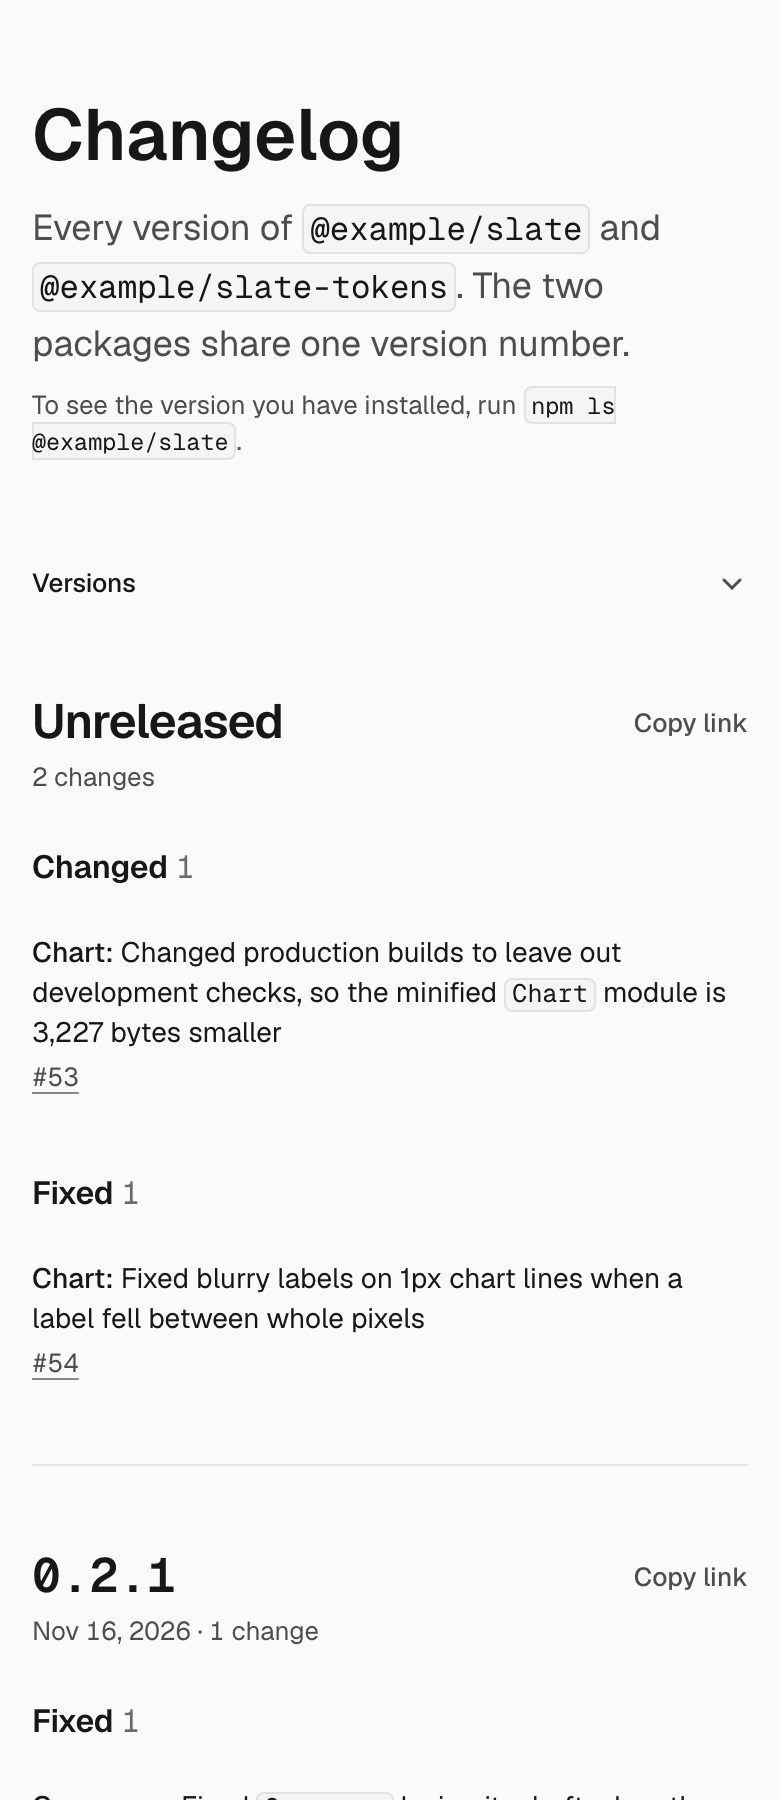 Changelog
Every version of @example/slate and
@example/slate-tokens. The two
packages share one version number.
To see the version you have installed, run npm ls
@example/slate.
Versions
Unreleased
Copy link
2 changes
Changed 1
Chart: Changed production builds to leave out
development checks, so the minified Chart module is
3,227 bytes smaller
#53
Fixed 1
Chart: Fixed blurry labels on 1px chart lines when a
label fell between whole pixels
#54
0.2.1
Copy link
Nov 16, 2026 · 1 change
Fixed 1